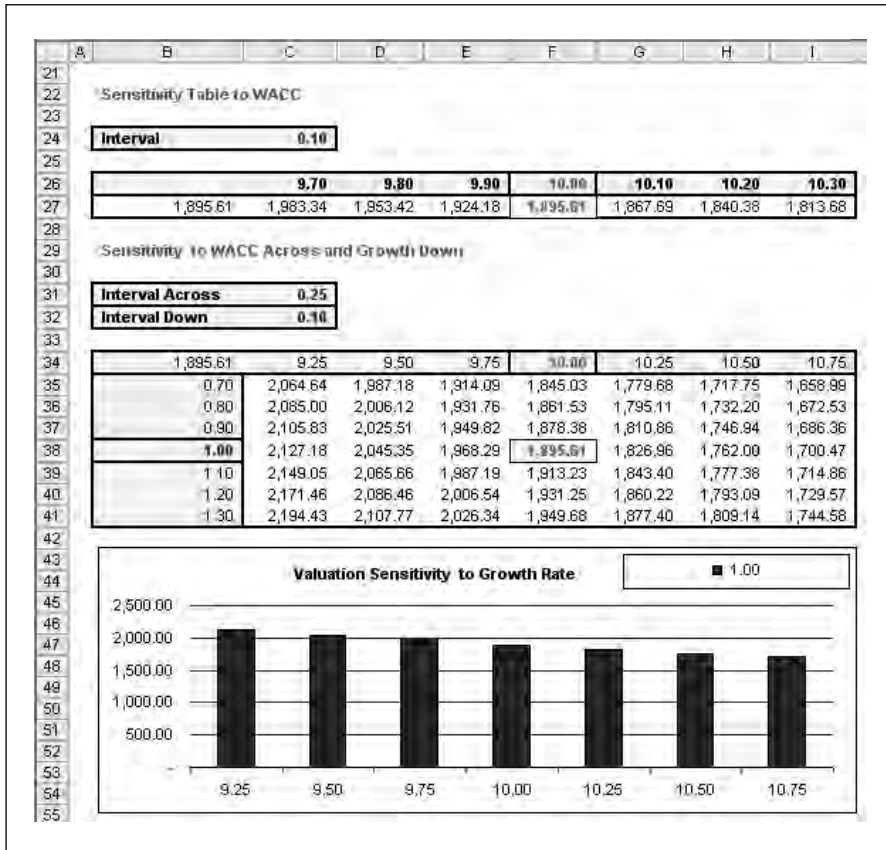 A B C D E F G H I
21
22 Sensitivity Table to WACC
23
24 Interval 0.10
25
26 9.70 9.80 9.90 10.00 10.10 10.20 10.30
27 1,895.61 1,983.34 1,953.42 1,924.18 1,895.61 1,867.69 1,840.38 1,813.68
28
29 Sensitivity to WACC Across and Growth Down
30
31 Interval Across 0.25
32 Interval Down 0.10
33
34 1,895.61 9.25 9.50 9.75 10.00 10.25 10.50 10.75
35 0.70 2,064.64 1,987.18 1,914.09 1,845.03 1,779.68 1,717.75 1,658.99
36 0.80 2,085.00 2,006.12 1,931.76 1,861.53 1,795.11 1,732.20 1,672.53
37 0.90 2,105.83 2,025.51 1,949.82 1,878.38 1,810.86 1,746.94 1,686.36
38 1.00 2,127.18 2,045.35 1,968.29 1,895.61 1,826.96 1,762.00 1,700.47
39 1.10 2,149.05 2,065.66 1,987.19 1,913.23 1,843.40 1,777.38 1,714.86
40 1.20 2,171.46 2,086.46 2,006.54 1,931.25 1,860.22 1,793.09 1,729.57
41 1.30 2,194.43 2,107.77 2,026.34 1,949.68 1,877.40 1,809.14 1,744.58
42
43
44 Valuation Sensitivity to Growth Rate 1.00
45 2,500.00
46
47 2,000.00
48 1,500.00
49
50 1,000.00
51 500.00
52
53 -
54 9.25 9.50 9.75 10.00 10.25 10.50 10.75
55